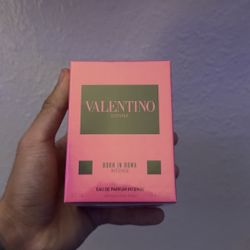 VALENTINO
DONNA
BORN IN ROMA
INTENSE
EAU DE PARFUM INTENSE